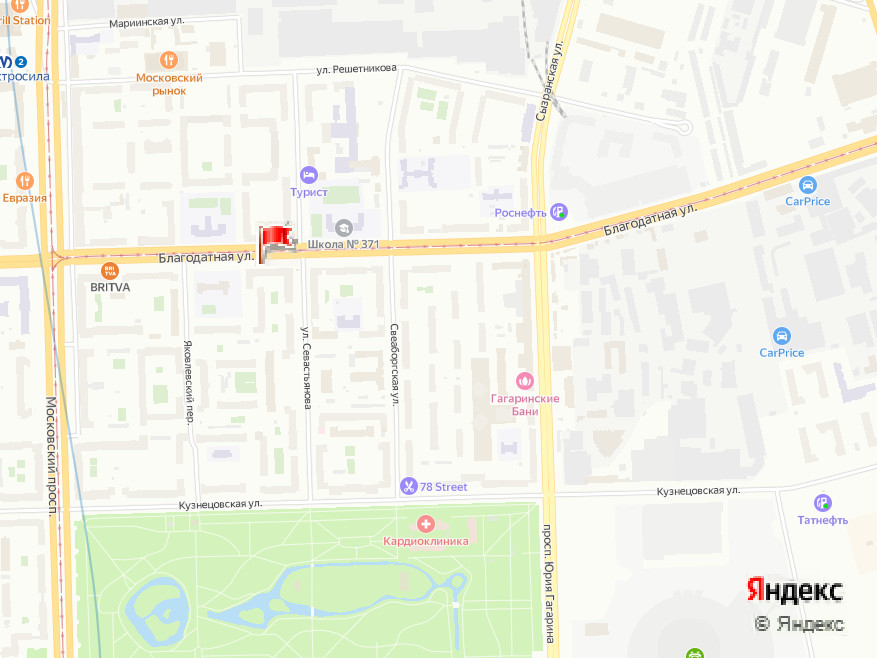 Мариинская ул.
rill Station
2
ктросила
Московский
рынок
ул. Решетникова
Сызранская ул.
Турист
Евразия
Роснефть
CarPrice
Благодатная ул.
Школа № 371
Благодатная ул.
BRI
TVA
BRITVA
CarPrice
Яковлевский пер.
ул. Севастьянова
Свеаборгская ул.
Гагаринские
Бани
Московский просп.
78 Street
Кузнецовская ул.
Кузнецовская ул.
Татнефть
Кардиоклиника
просп. Юрия Гагарина
Яндекс
© Яндекс